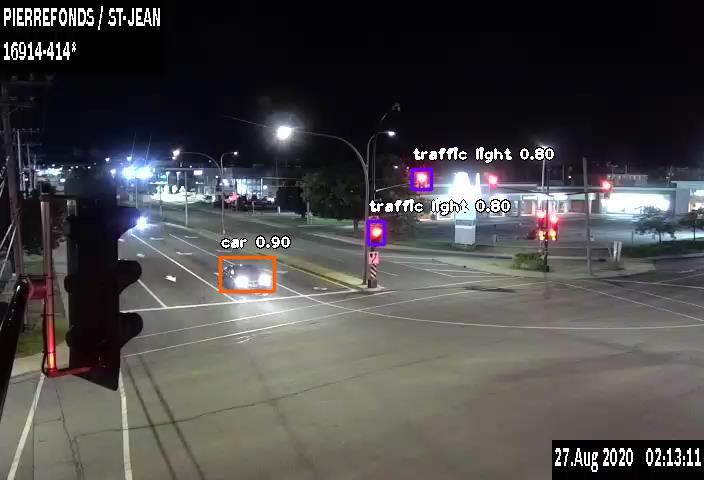 PIERREFONDS / ST-JEAN
16914-414*
traffic light 0.80
traffic light 0.80
car 0.90
27.Aug 2020 02:13:11